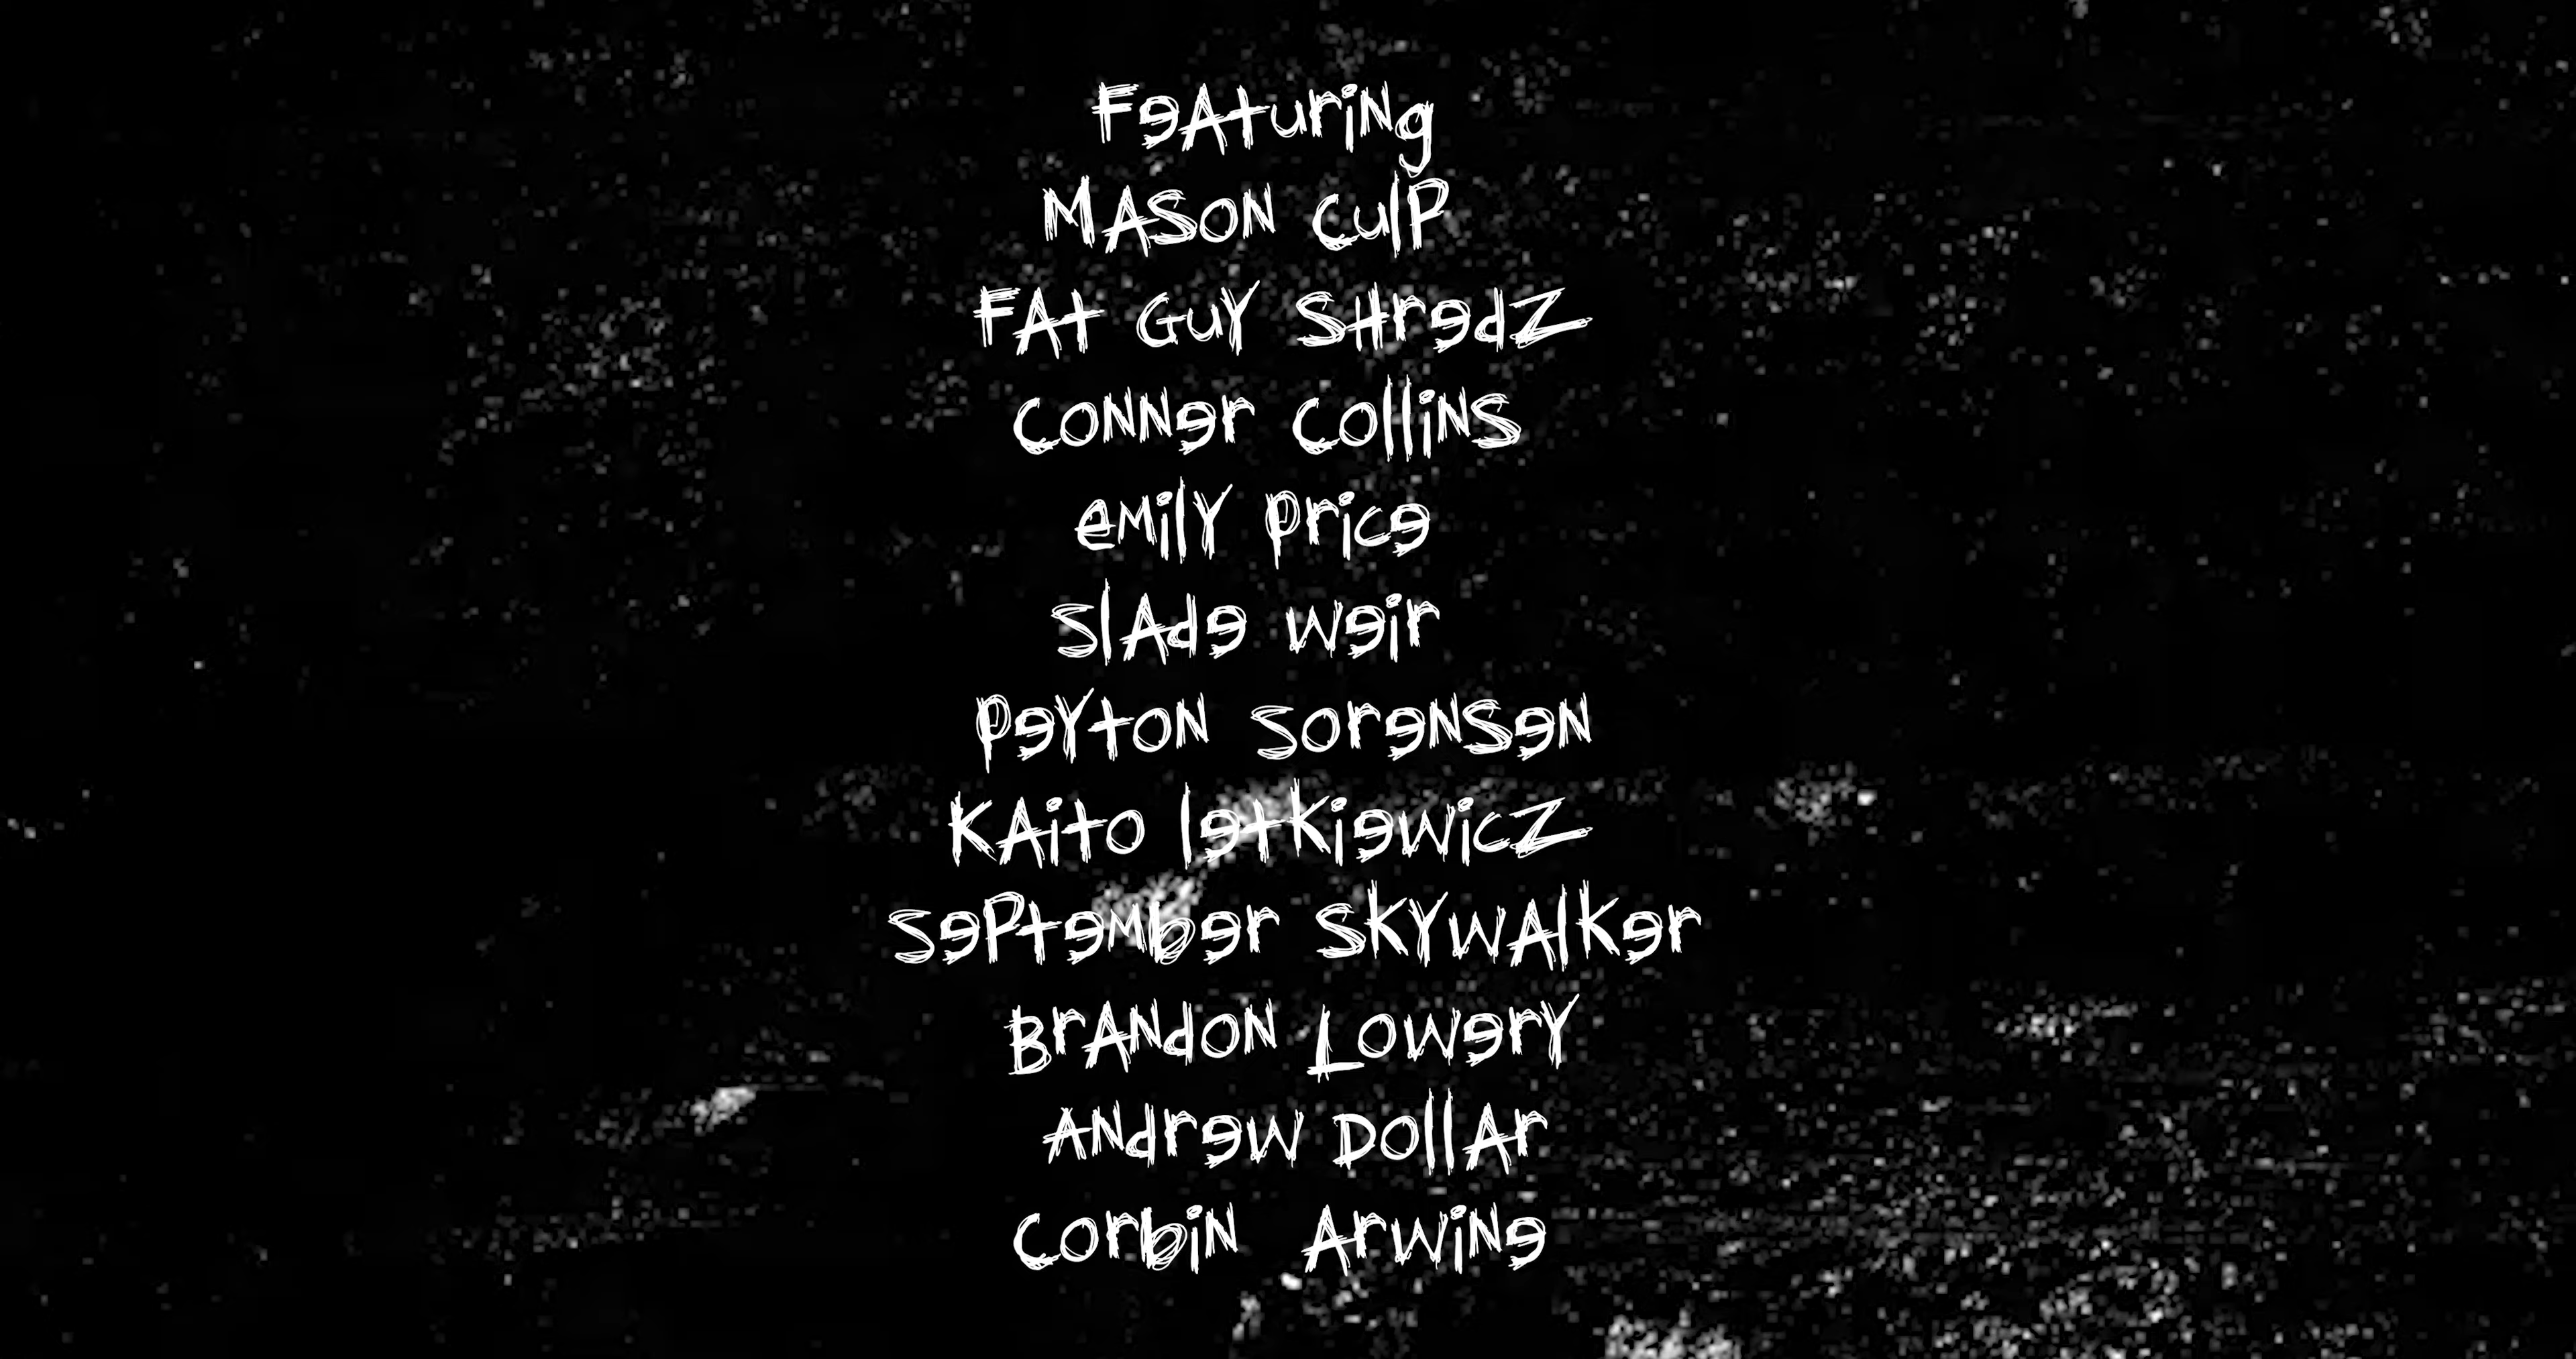 Featuring
Mason Culp
Fat Guy Shredz
Conner Collins
Emily Price
Slade Weir
Peyton Sorensen
Kaito Letkiewicz
September Skywalker
Brandon Lowery
Andrew Dollar
Corbin Arwine